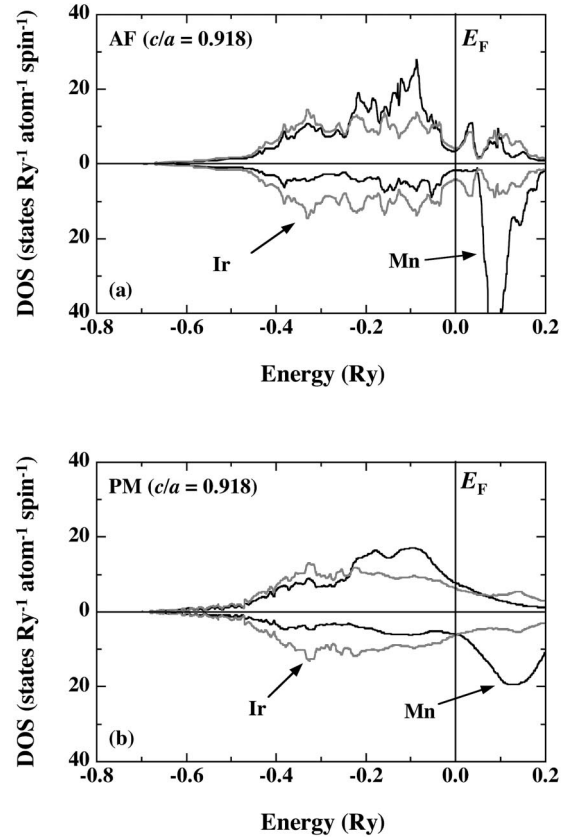 AF (c/a = 0.918)
E_F
40
20
0
20
40
DOS (states Ry⁻¹ atom⁻¹ spin⁻¹)
Ir
Mn
(a)
-0.8 -0.6 -0.4 -0.2 0.0 0.2
Energy (Ry)
PM (c/a = 0.918)
E_F
40
20
0
20
40
DOS (states Ry⁻¹ atom⁻¹ spin⁻¹)
Ir
Mn
(b)
-0.8 -0.6 -0.4 -0.2 0.0 0.2
Energy (Ry)